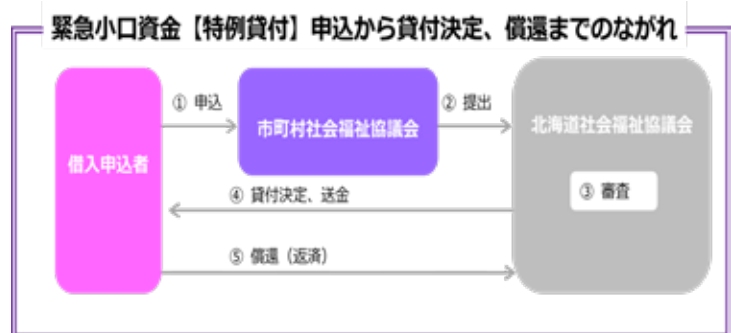 緊急小口資金【特例貸付】申込から貸付決定、償還までのながれ
① 申込
② 提出
市町村社会福祉協議会
北海道社会福祉協議会
借入申込者
③ 審査
④ 貸付決定、送金
⑤ 償還（返済）